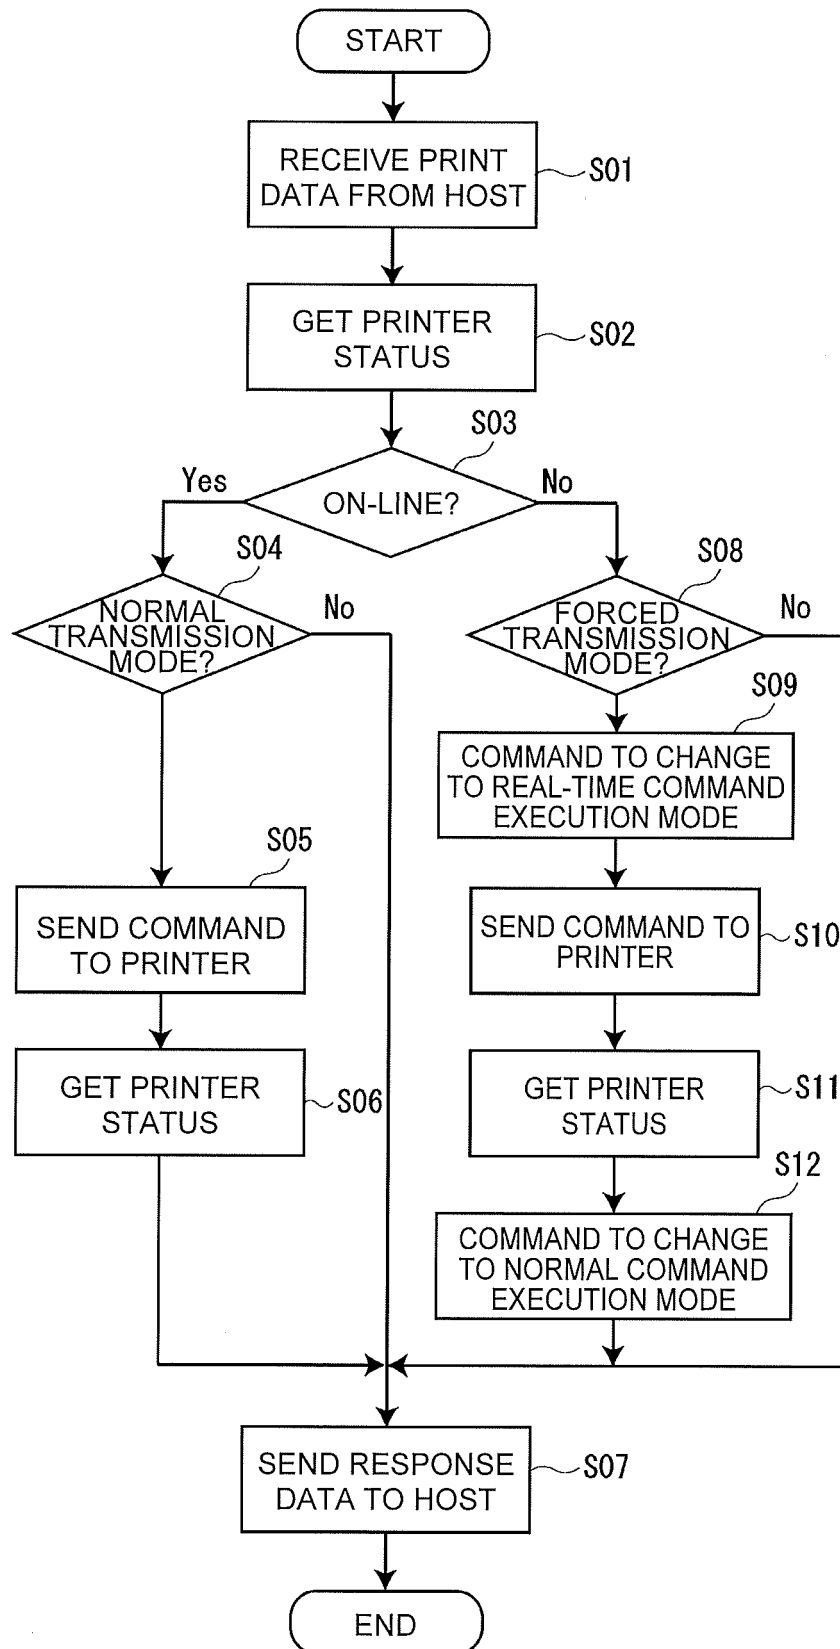 START
RECEIVE PRINT
DATA FROM HOST
S01
GET PRINTER
STATUS
S02
S03
ON-LINE?
Yes
No
S04
NORMAL
TRANSMISSION
MODE?
No
S08
FORCED
TRANSMISSION
MODE?
No
S09
COMMAND TO CHANGE
TO REAL-TIME COMMAND
EXECUTION MODE
S05
SEND COMMAND
TO PRINTER
SEND COMMAND TO
PRINTER
S10
GET PRINTER
STATUS
S06
GET PRINTER
STATUS
S11
S12
COMMAND TO CHANGE
TO NORMAL COMMAND
EXECUTION MODE
SEND RESPONSE
DATA TO HOST
S07
END